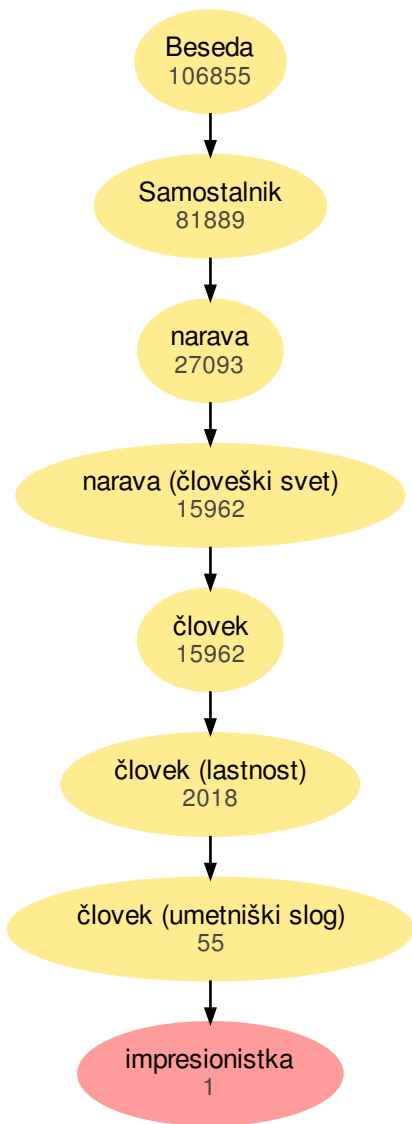 Beseda
106855
Samostalnik
81889
narava
27093
narava (človeški svet)
15962
človek
15962
človek (lastnost)
2018
človek (umetniški slog)
55
impresionistka
1